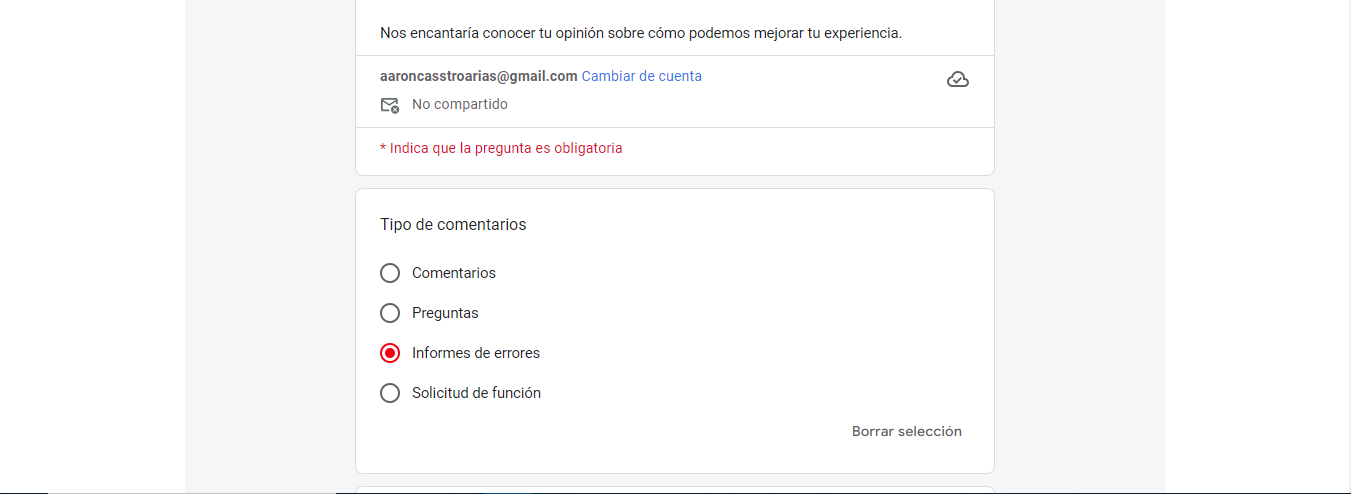 Nos encantaría conocer tu opinión sobre cómo podemos mejorar tu experiencia.
aaroncasstroarias@gmail.com Cambiar de cuenta
No compartido
* Indica que la pregunta es obligatoria
Tipo de comentarios
Comentarios
Preguntas
Informes de errores
Solicitud de función
Borrar selección